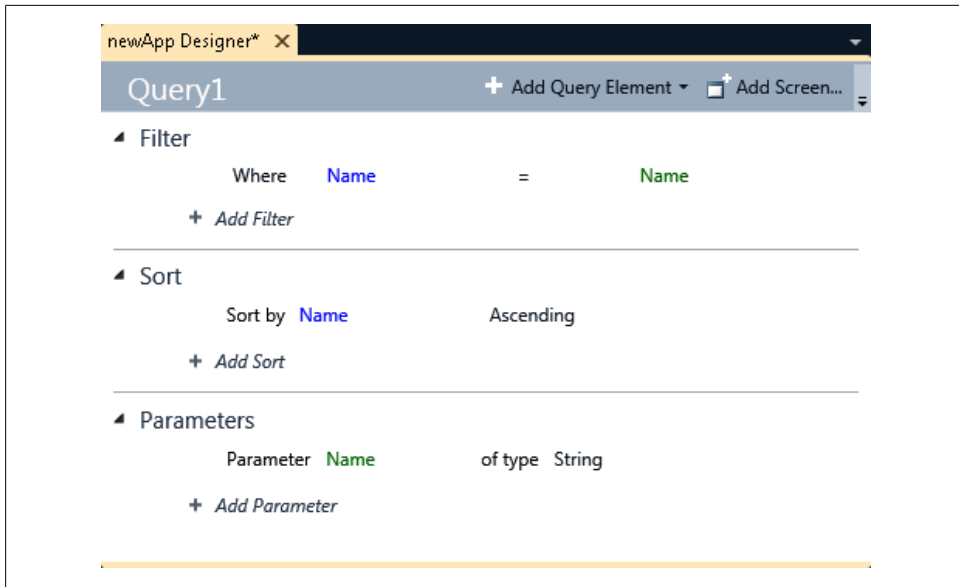 newApp Designer*
Query1 Add Query Element Add Screen...
Filter
Where Name = Name
+ Add Filter
Sort
Sort by Name Ascending
+ Add Sort
Parameters
Parameter Name of type String
+ Add Parameter